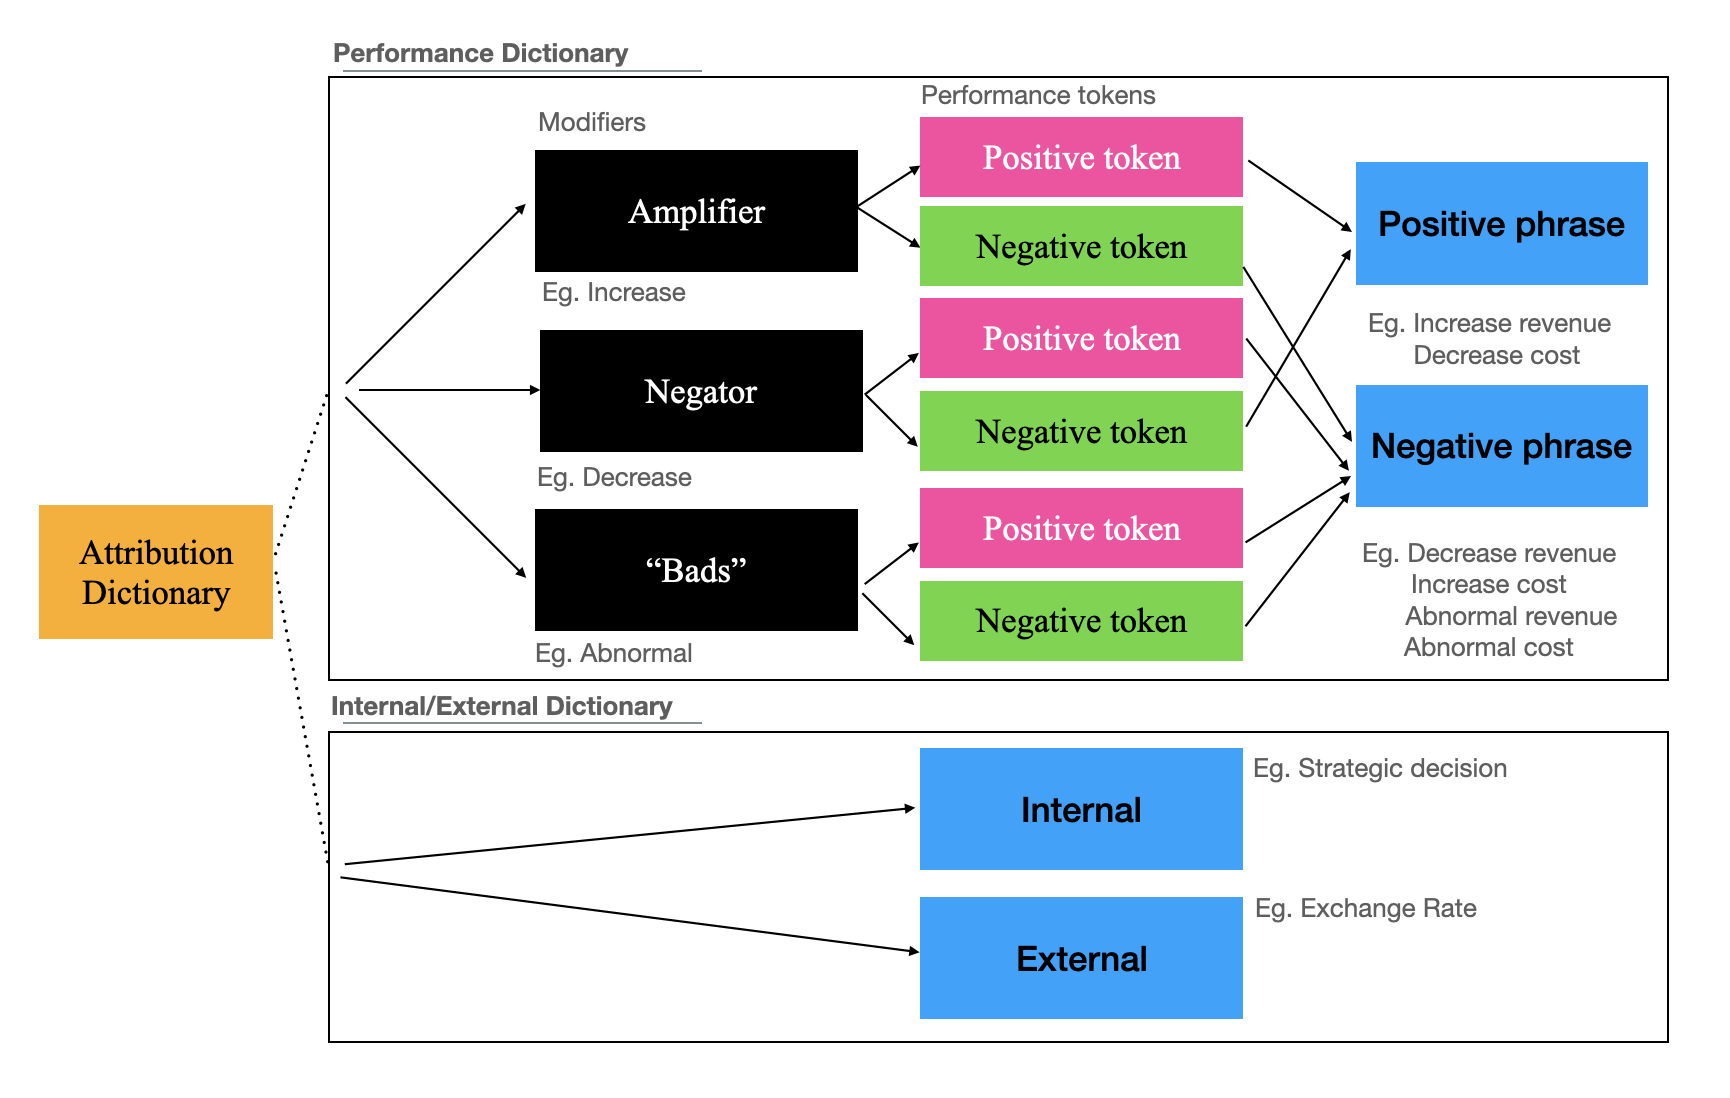 Performance Dictionary
Modifiers
Performance tokens
Amplifier
Eg. Increase
Negator
Eg. Decrease
“Bads”
Eg. Abnormal
Positive token
Negative token
Positive token
Negative token
Positive token
Negative token
Positive phrase
Eg. Increase revenue
Decrease cost
Negative phrase
Eg. Decrease revenue
Increase cost
Abnormal revenue
Abnormal cost
Attribution
Dictionary
Internal/External Dictionary
Internal
Eg. Strategic decision
External
Eg. Exchange Rate